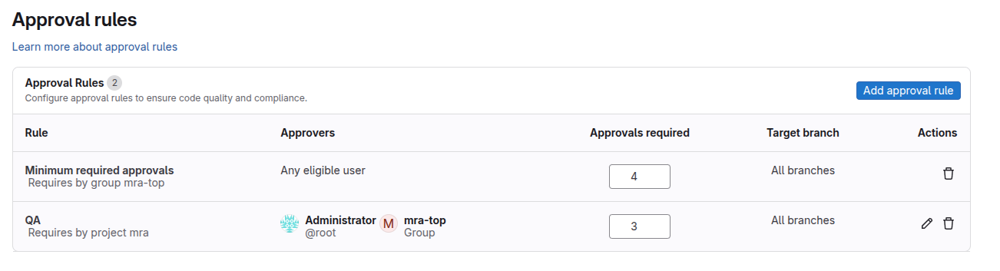 Approval rules
Learn more about approval rules
Approval Rules 2
Configure approval rules to ensure code quality and compliance.
Add approval rule
Rule Approvers Approvals required Target branch Actions
Minimum required approvals Any eligible user 4 All branches
Requires by group mra-top
QA Administrator M mra-top 3 All branches
Requires by project mra @root Group